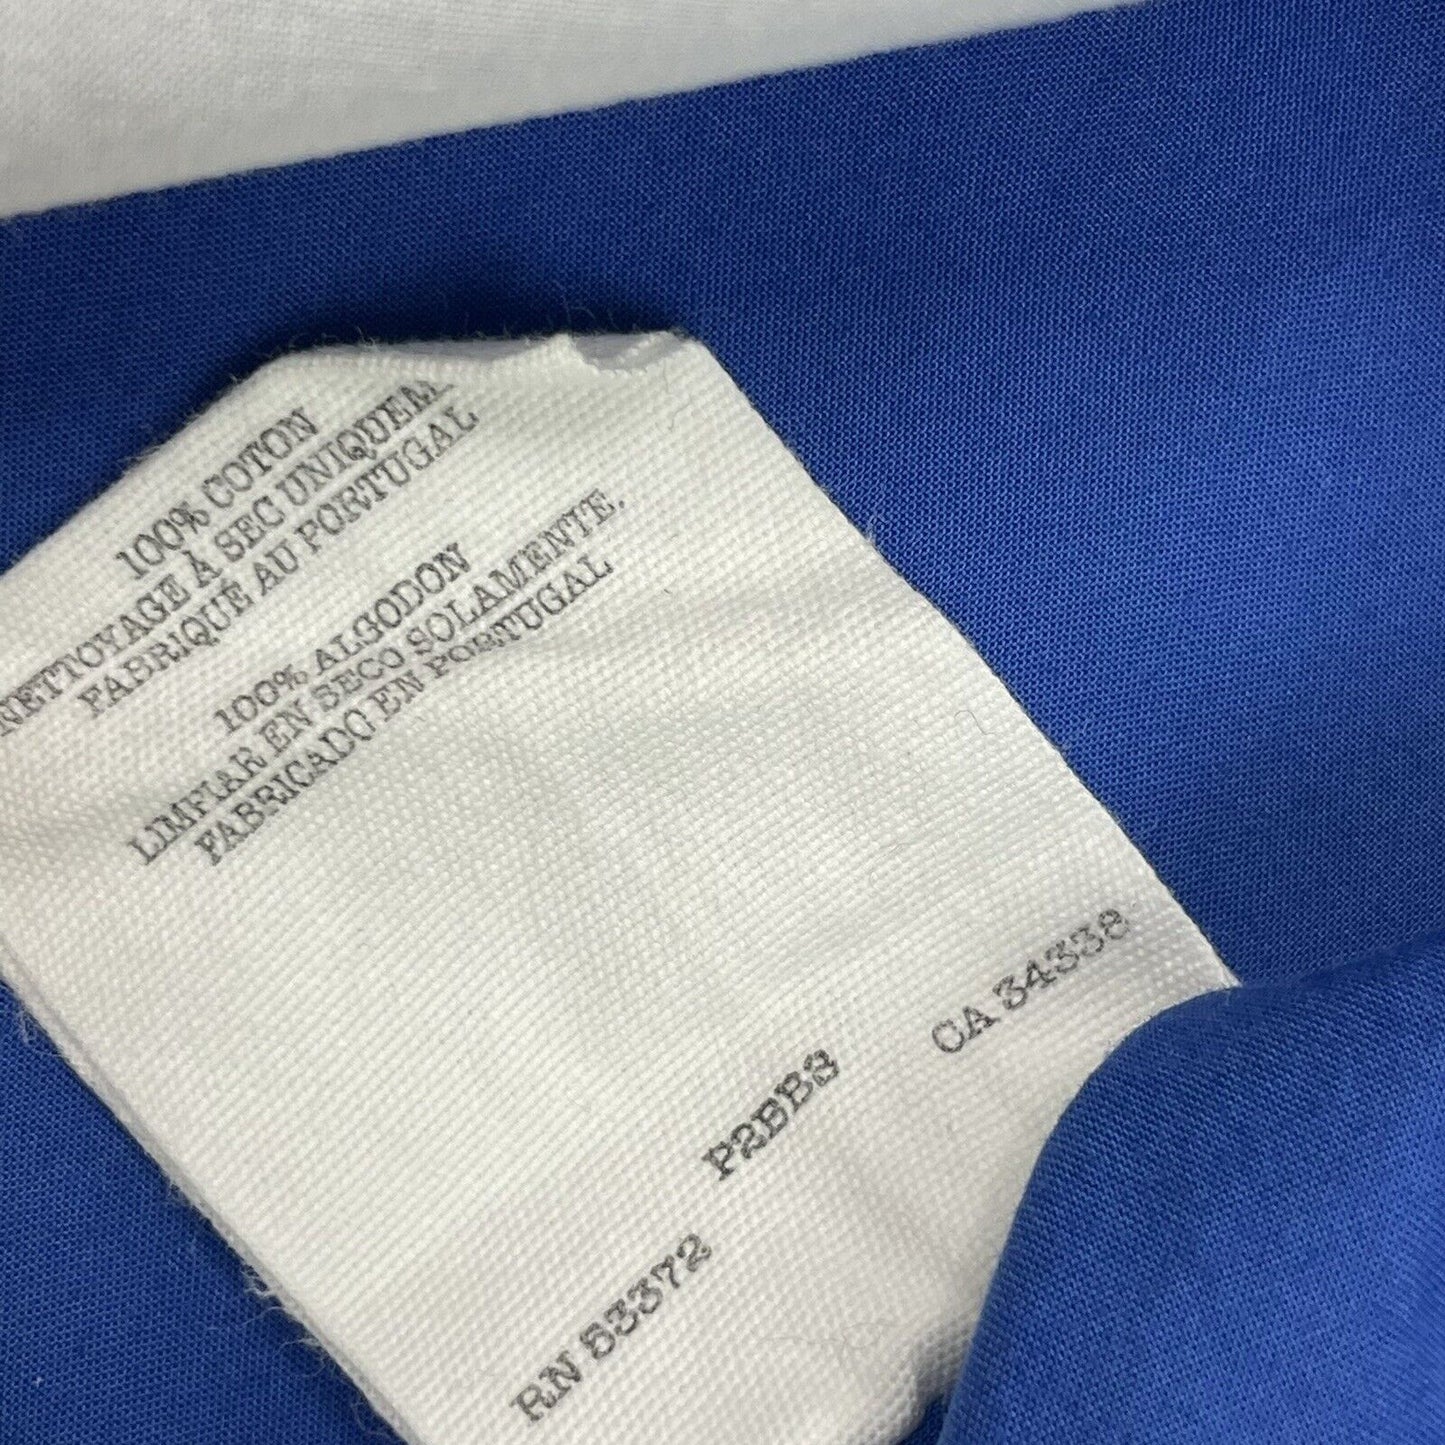 100% COTON
NETTOYAGE À SEC UNIQUEM
FABRIQUÉ AU PORTUGAL
100% ALGODON
LIMPIAR EN SECO SOLAMENTE.
FABRICADO EN PORTUGAL
CA 34338
P2BB3
RN 83372